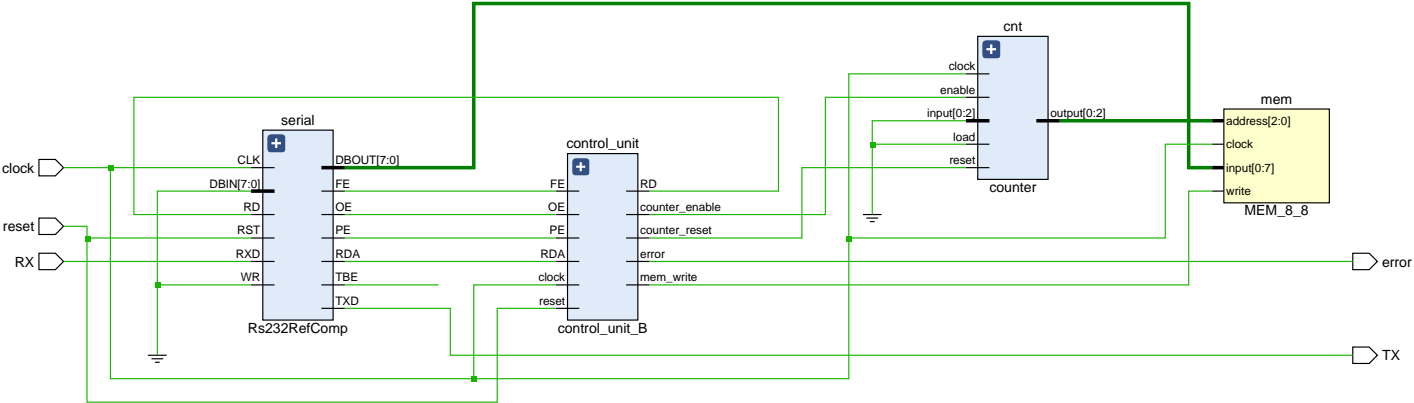 clock
reset
RX
serial
CLK
DBIN[7:0]
RD
RST
RXD
WR
DBOUT[7:0]
FE
OE
PE
RDA
TBE
TXD
Rs232RefComp
control_unit
FE
OE
PE
RDA
clock
reset
RD
counter_enable
counter_reset
error
mem_write
control_unit_B
cnt
clock
enable
input[0:2]
load
reset
output[0:2]
counter
mem
address[2:0]
clock
input[0:7]
write
MEM_8_8
error
TX